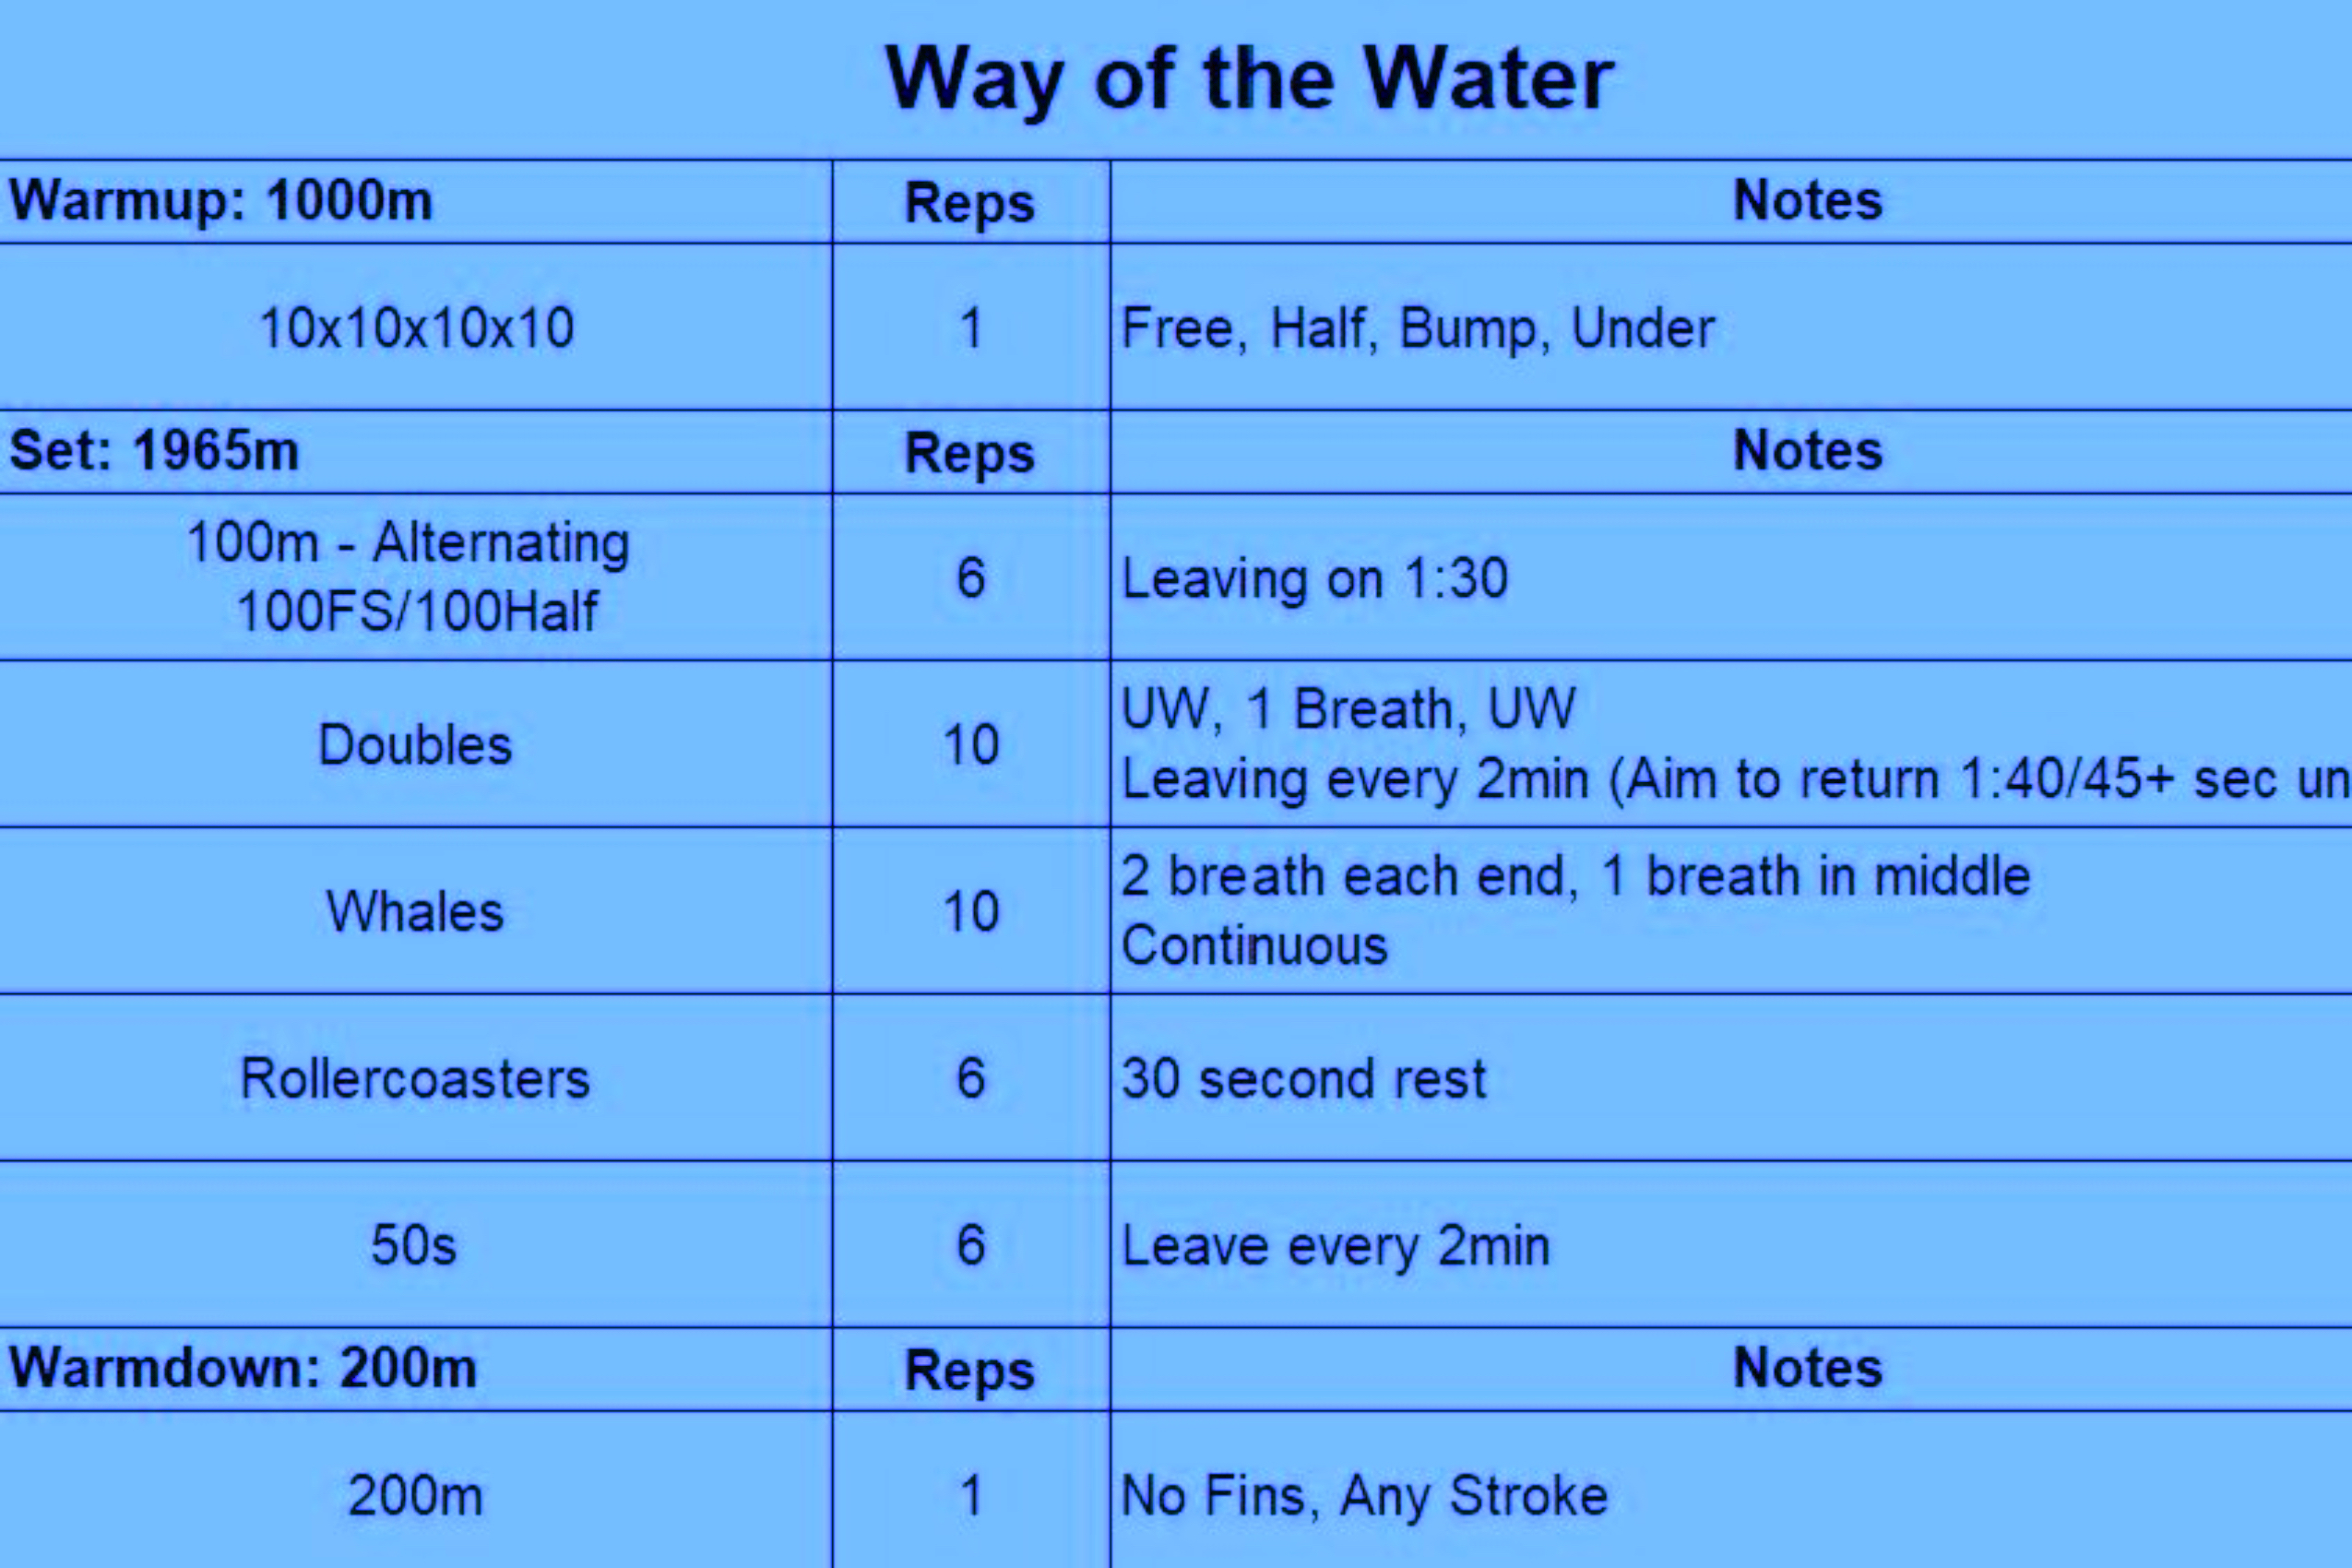 Way of the Water
Warmup: 1000m Reps Notes
10x10x10x10 1 Free, Half, Bump, Under
Set: 1965m Reps Notes
100m - Alternating
100FS/100Half 6 Leaving on 1:30
Doubles 10 UW, 1 Breath, UW
Leaving every 2min (Aim to return 1:40/45+ sec un
Whales 10 2 breath each end, 1 breath in middle
Continuous
Rollercoasters 6 30 second rest
50s 6 Leave every 2min
Warmdown: 200m Reps Notes
200m 1 No Fins, Any Stroke